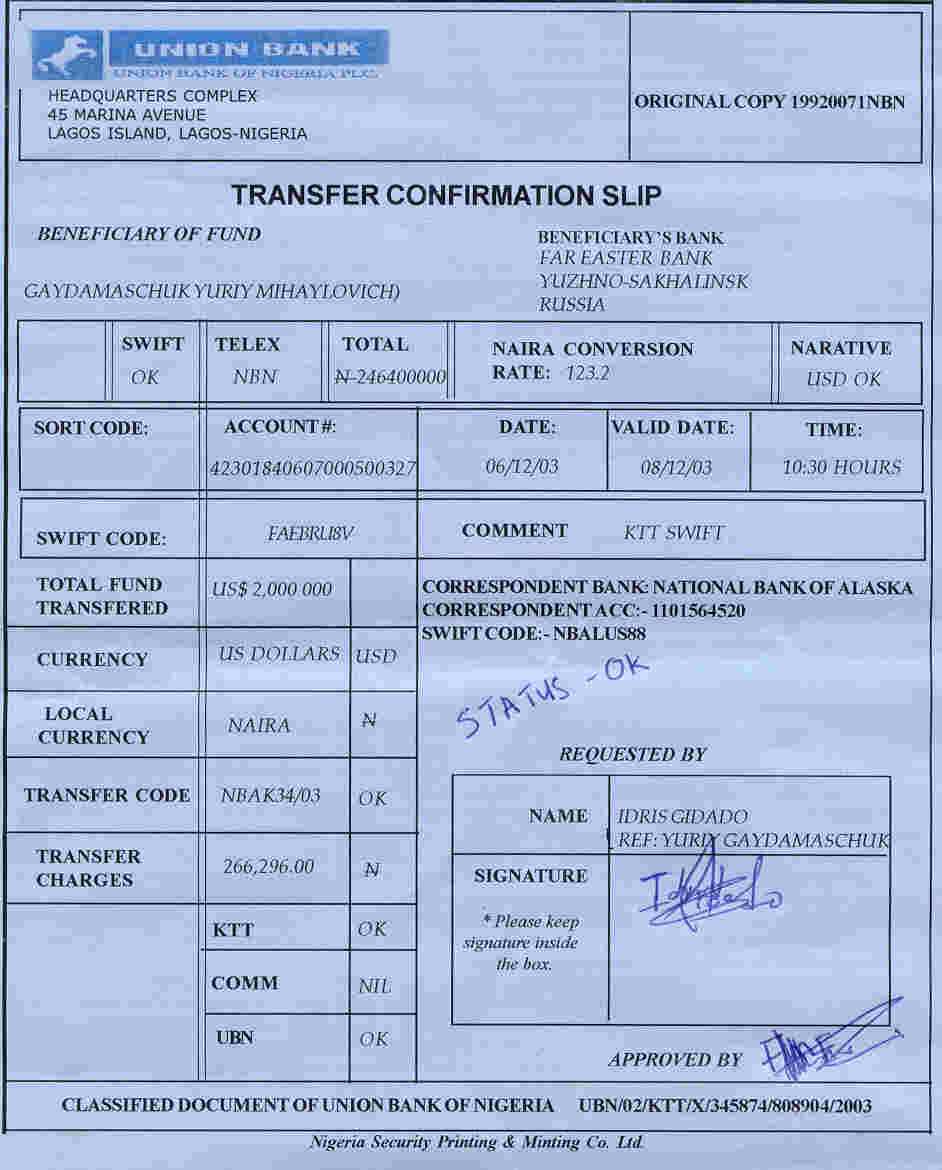 UNION BANK
UNION BANK OF NIGERIA PLC.
HEADQUARTERS COMPLEX
45 MARINA AVENUE
LAGOS ISLAND, LAGOS-NIGERIA
ORIGINAL COPY 19920071NBN
TRANSFER CONFIRMATION SLIP
BENEFICIARY OF FUND
GAYDAMASCHUK YURIY MIHAYLOVICH)
BENEFICIARY'S BANK
FAR EASTER BANK
YUZHNO-SAKHALINSK
RUSSIA
SWIFT
OK
TELEX
NBN
TOTAL
₦ 246400000
NAIRA CONVERSION
RATE: 123.2
NARATIVE
USD OK
SORT CODE:
ACCOUNT #:
42301840607000500327
DATE:
06/12/03
VALID DATE:
08/12/03
TIME:
10:30 HOURS
SWIFT CODE:
FAEBRU8V
COMMENT
KTT SWIFT
TOTAL FUND
TRANSFERED
US$ 2,000 000
CURRENCY
US DOLLARS
USD
LOCAL
CURRENCY
NAIRA
₦
TRANSFER CODE
NBAK34/03
OK
TRANSFER
CHARGES
266,296.00
₦
KTT
OK
COMM
NIL
UBN
OK
CORRESPONDENT BANK: NATIONAL BANK OF ALASKA
CORRESPONDENT ACC:- 1101564520
SWIFT CODE:- NBALUS88
STATUS - OK
REQUESTED BY
NAME
IDRIS GIDADO
REF: YURIY GAYDAMASCHUK
SIGNATURE
* Please keep
signature inside
the box.
APPROVED BY
CLASSIFIED DOCUMENT OF UNION BANK OF NIGERIA UBN/02/KTT/X/345874/808904/2003
Nigeria Security Printing & Minting Co. Ltd.